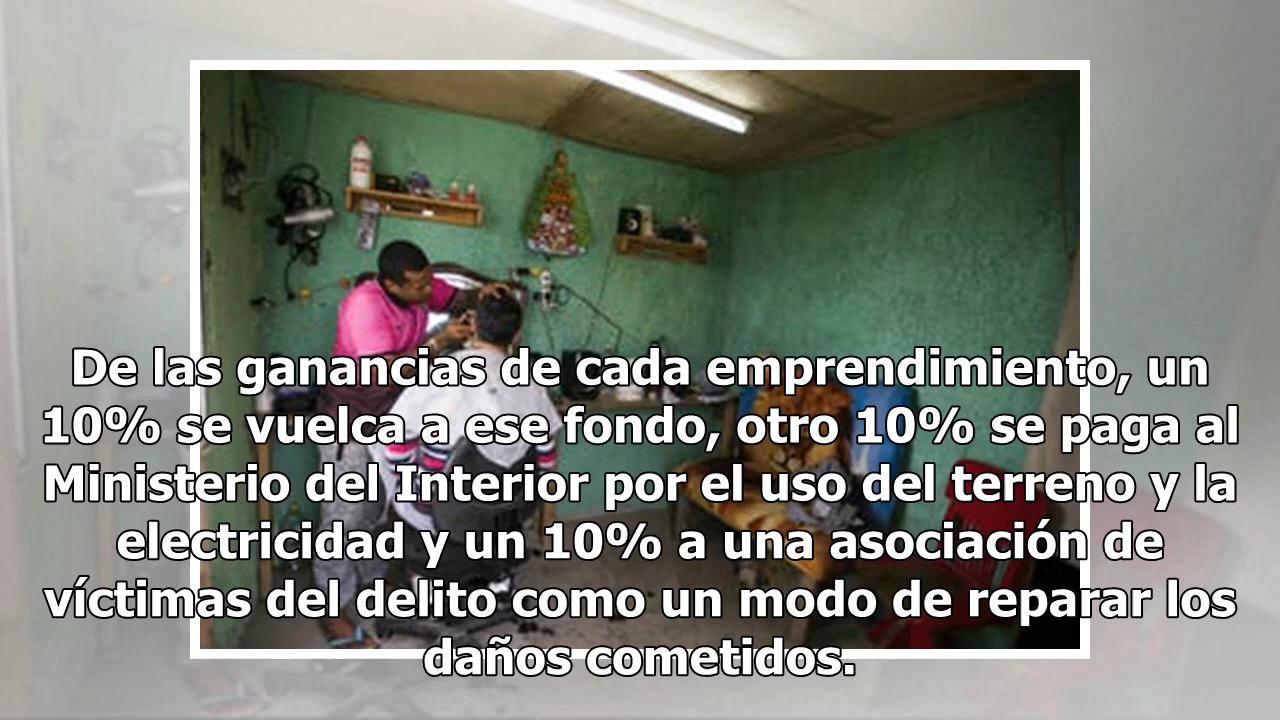 De las ganancias de cada emprendimiento, un
10% se vuelca a ese fondo, otro 10% se paga al
Ministerio del Interior por el uso del terreno y la
electricidad y un 10% a una asociación de
víctimas del delito como un modo de reparar los
daños cometidos.